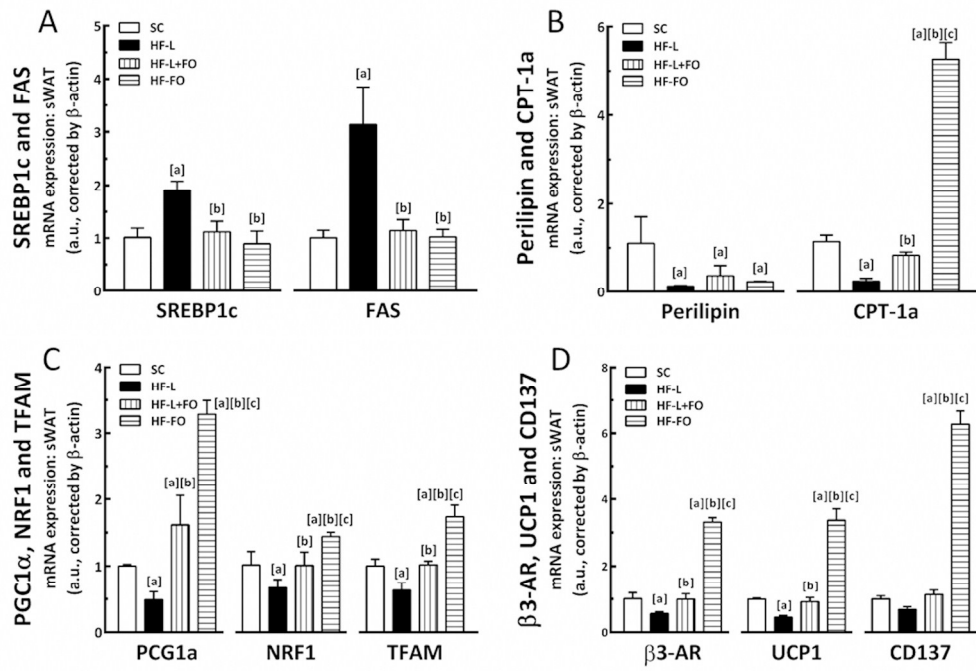 A
SREBP1c and FAS
mRNA expression: sWAT
(a.u., corrected by β-actin)
5
4
3
2
1
0
SC
HF-L
HF-L+FO
HF-FO
[a]
[b]
[b]
[a]
[b]
[b]
SREBP1c
FAS
B
Perilipin and CPT-1a
mRNA expression: sWAT
(a.u., corrected by β-actin)
6
4
2
0
SC
HF-L
HF-L+FO
HF-FO
[a]
[a]
[a]
[a]
[b]
[a][b][c]
Perilipin
CPT-1a
C
PGC1α, NRF1 and TFAM
mRNA expression: sWAT
(a.u., corrected by β-actin)
4
3
2
1
0
SC
HF-L
HF-L+FO
HF-FO
[a]
[a][b]
[a][b][c]
[a]
[b]
[a][b][c]
[a]
[b]
[a][b][c]
PCG1a
NRF1
TFAM
D
β3-AR, UCP1 and CD137
mRNA expression: sWAT
(a.u., corrected by β-actin)
8
6
4
2
0
SC
HF-L
HF-L+FO
HF-FO
[a]
[b]
[a][b][c]
[a]
[b]
[a][b][c]
[a][b][c]
β3-AR
UCP1
CD137